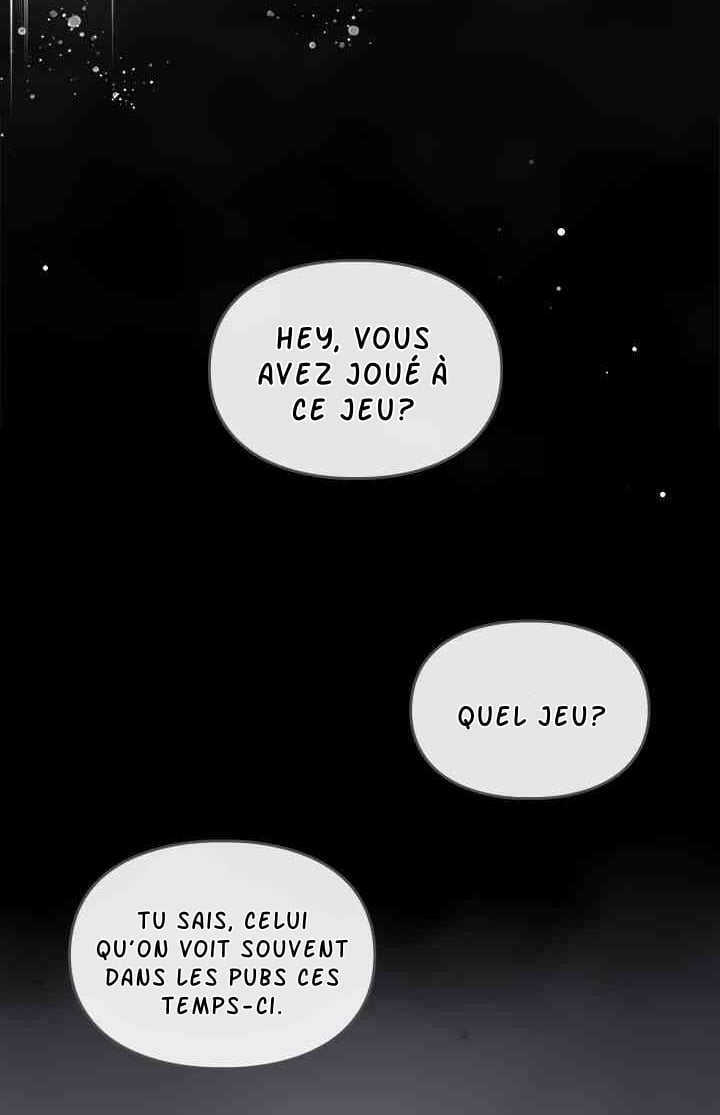 HEY, VOUS
AVEZ JOUÉ À
CE JEU?
QUEL JEU?
TU SAIS, CELUI
QU'ON VOIT SOUVENT
DANS LES PUBS CES
TEMPS-CI.